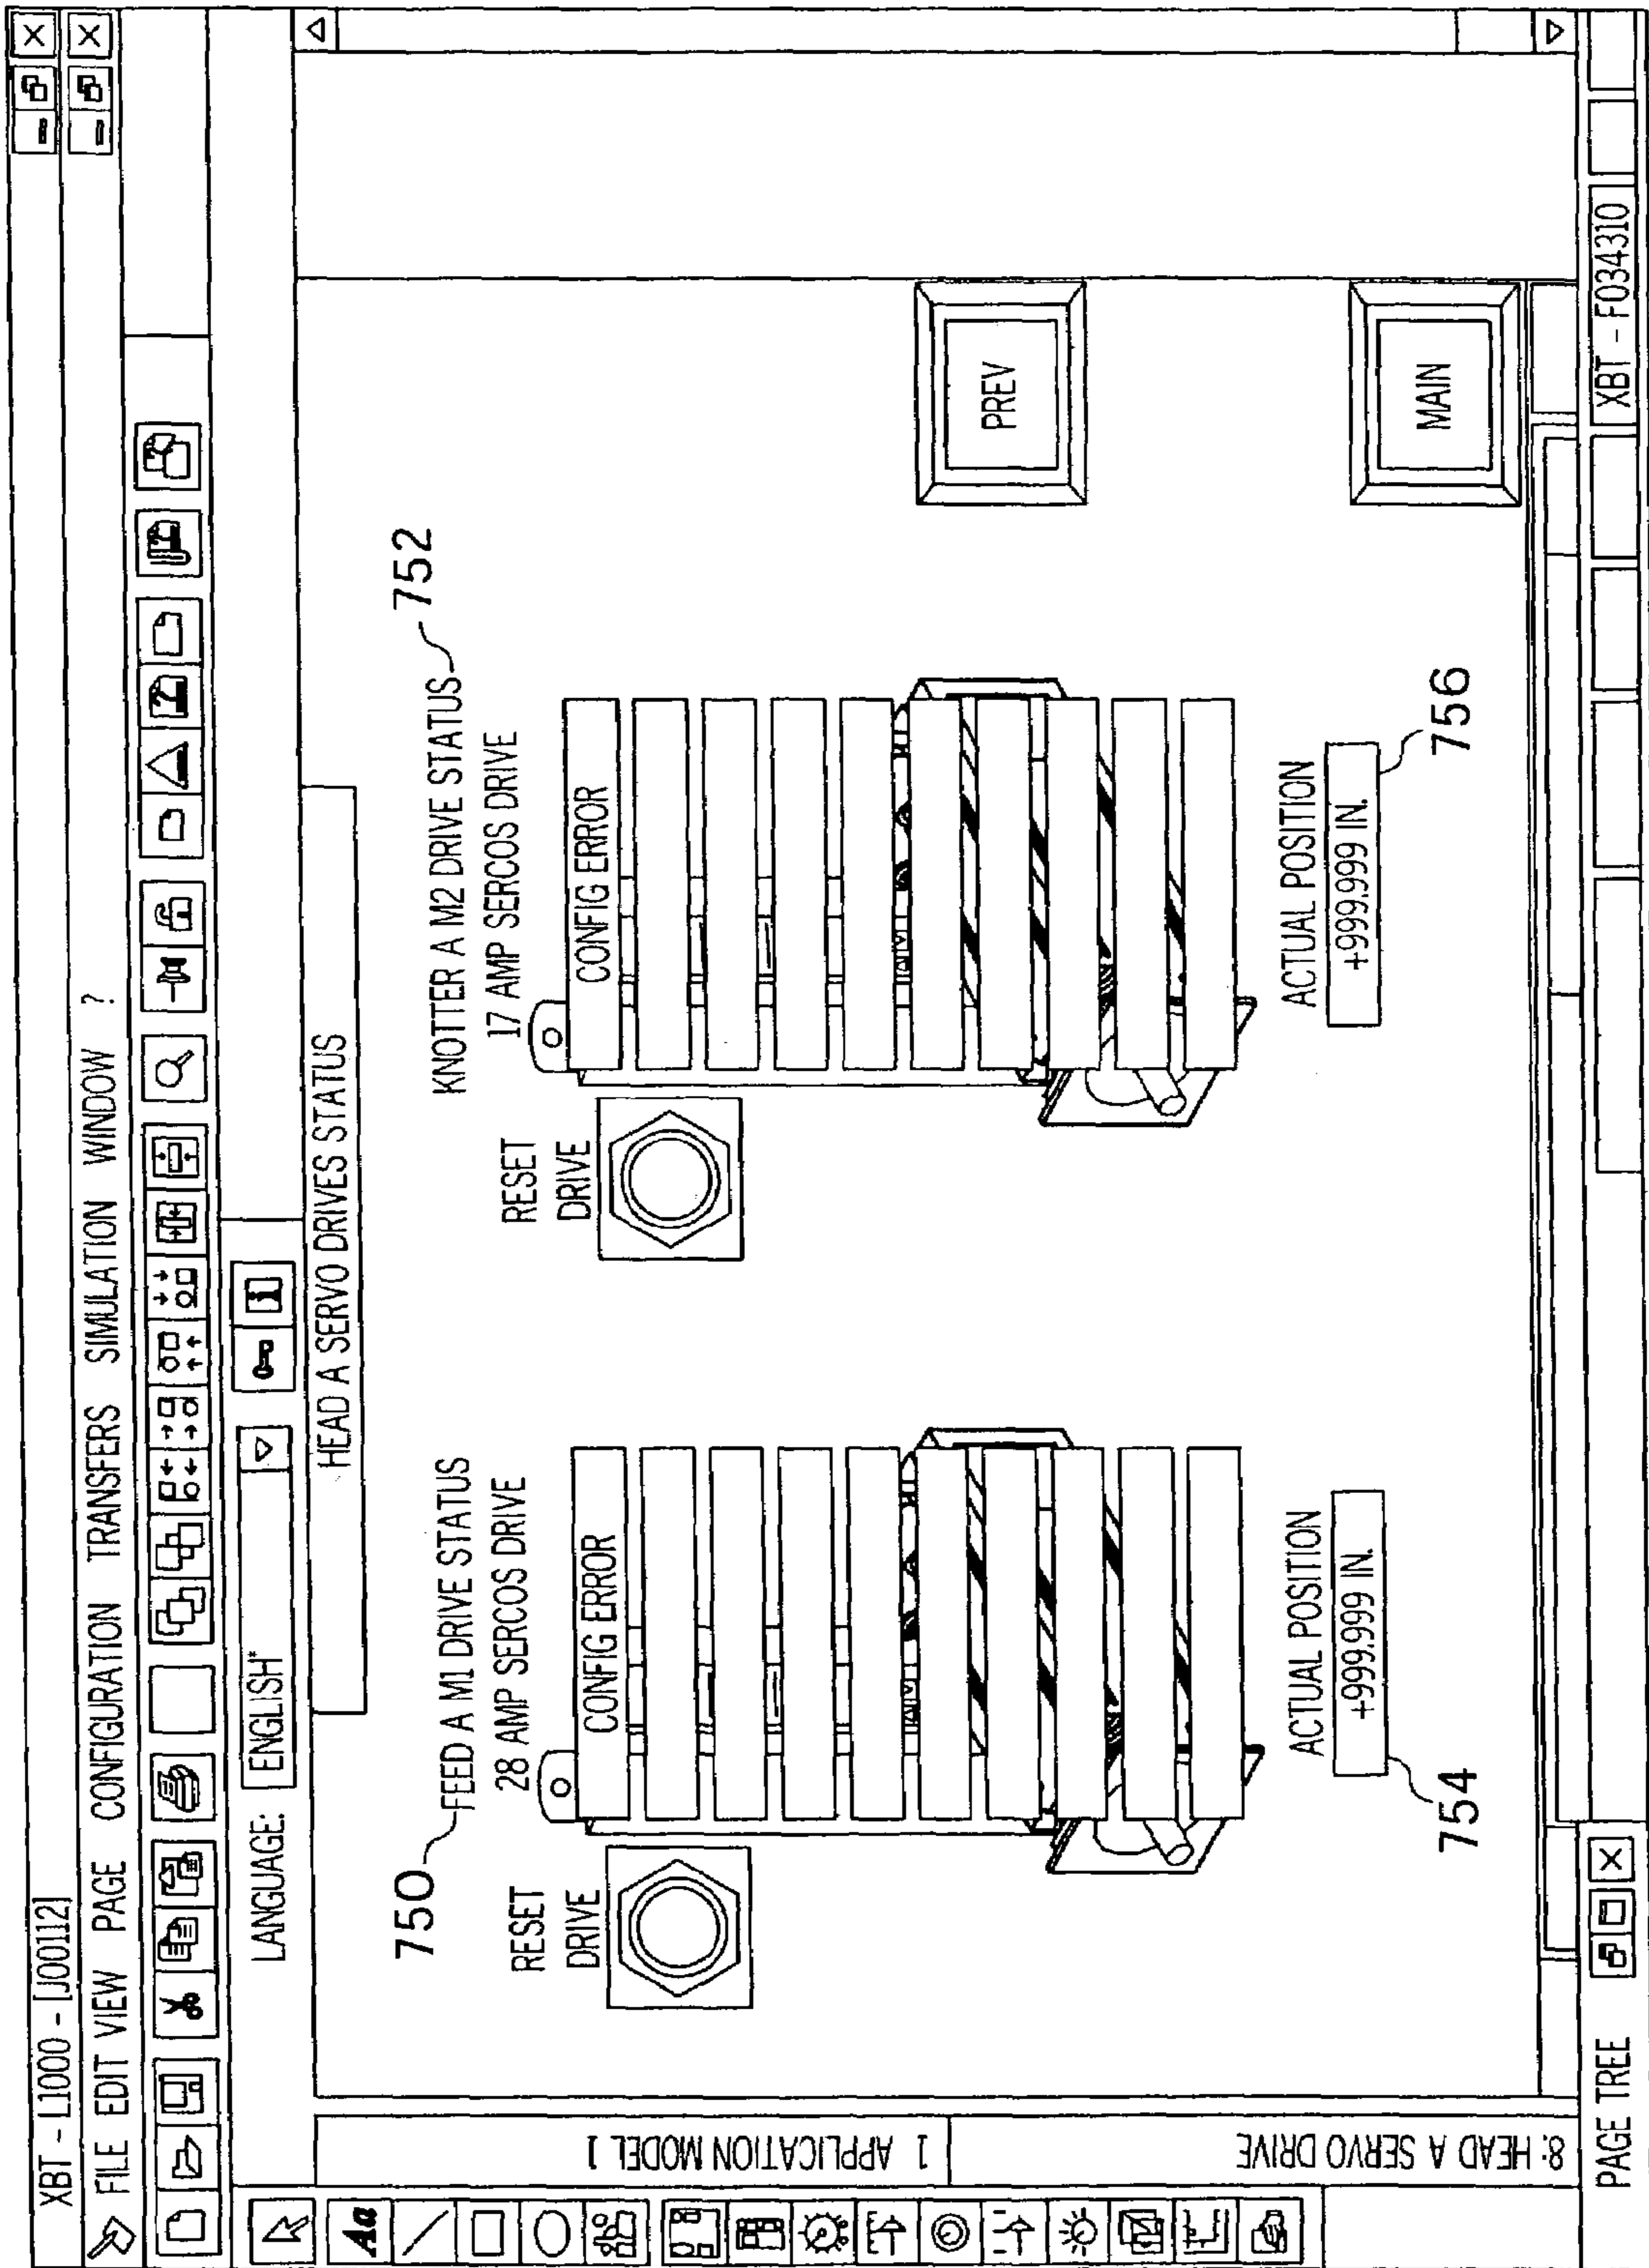 XBT - L1000 - [J00112]
FILE EDIT VIEW PAGE CONFIGURATION TRANSFERS SIMULATION WINDOW ?
LANGUAGE: ENGLISH*
Aa
HEAD A SERVO DRIVES STATUS
1 APPLICATION MODEL 1
8: HEAD A SERVO DRIVE
750
FEED A M1 DRIVE STATUS
28 AMP SERCOS DRIVE
RESET
DRIVE
CONFIG ERROR
ACTUAL POSITION
+999.999 IN.
754
KNOTTER A M2 DRIVE STATUS
752
17 AMP SERCOS DRIVE
RESET
DRIVE
CONFIG ERROR
ACTUAL POSITION
+999.999 IN.
756
PREV
MAIN
PAGE TREE
XBT - F034310